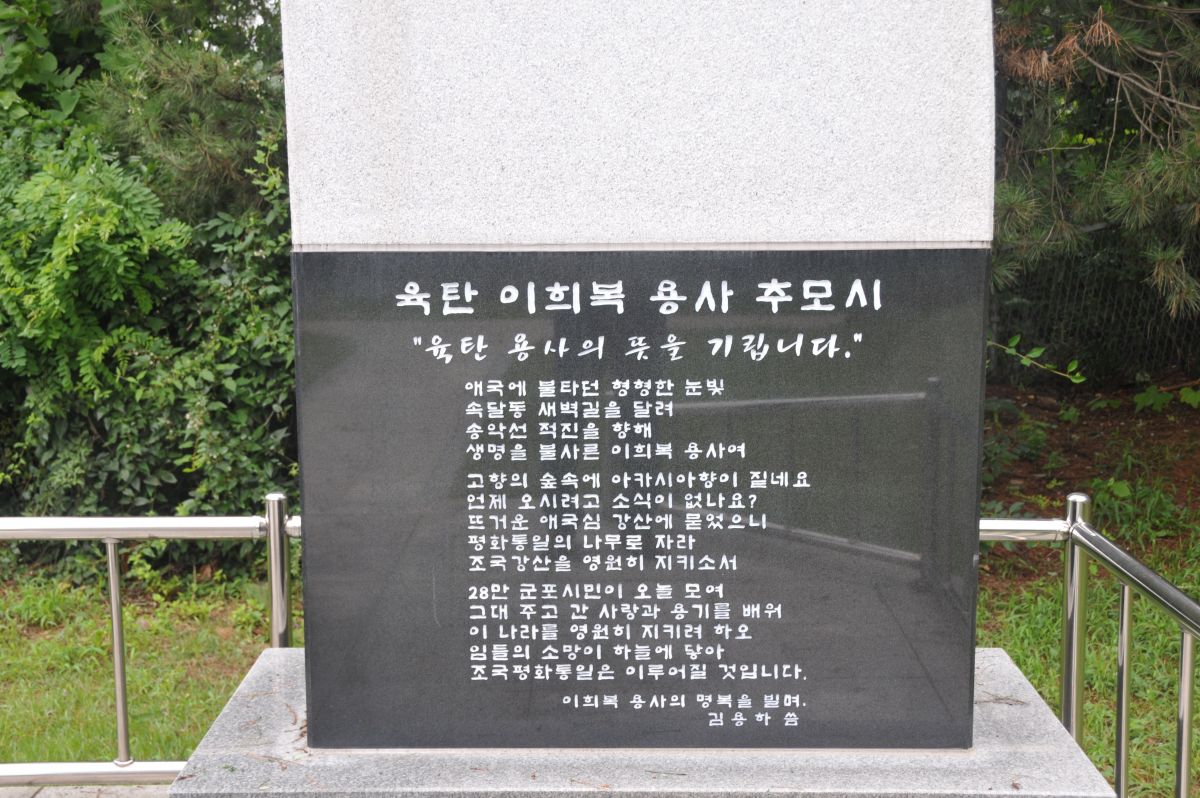 육탄 이희복 용사 추모시
"육탄 용사의 뜻을 기립니다."
애국에 불타던 형형한 눈빛
속달동 새벽길을 달려
송악선 적진을 향해
생명을 불사른 이희복 용사여
고향의 숲속에 아카시아향이 질네요
언제 오시려고 소식이 없나요?
뜨거운 애국심 강산에 묻었으니
평화통일의 나무로 자라
조국강산을 영원히 지키소서
28만 군포시민이 오늘 모여
그대 주고 간 사랑과 용기를 배워
이 나라를 영원히 지키려 하오
임들의 소망이 하늘에 닿아
조국평화통일은 이루어질 것입니다.
이희복 용사의 명복을 빌며.
김용하 씀